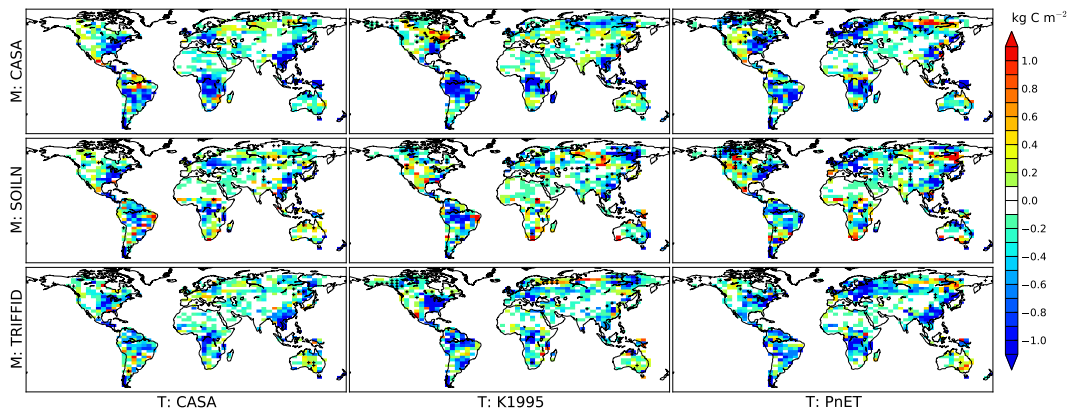 kg C m⁻²
M: CASA
1.0
0.8
0.6
0.4
0.2
0.0
−0.2
−0.4
−0.6
−0.8
−1.0
M: SOILN
M: TRIFFID
T: CASA
T: K1995
T: PnET